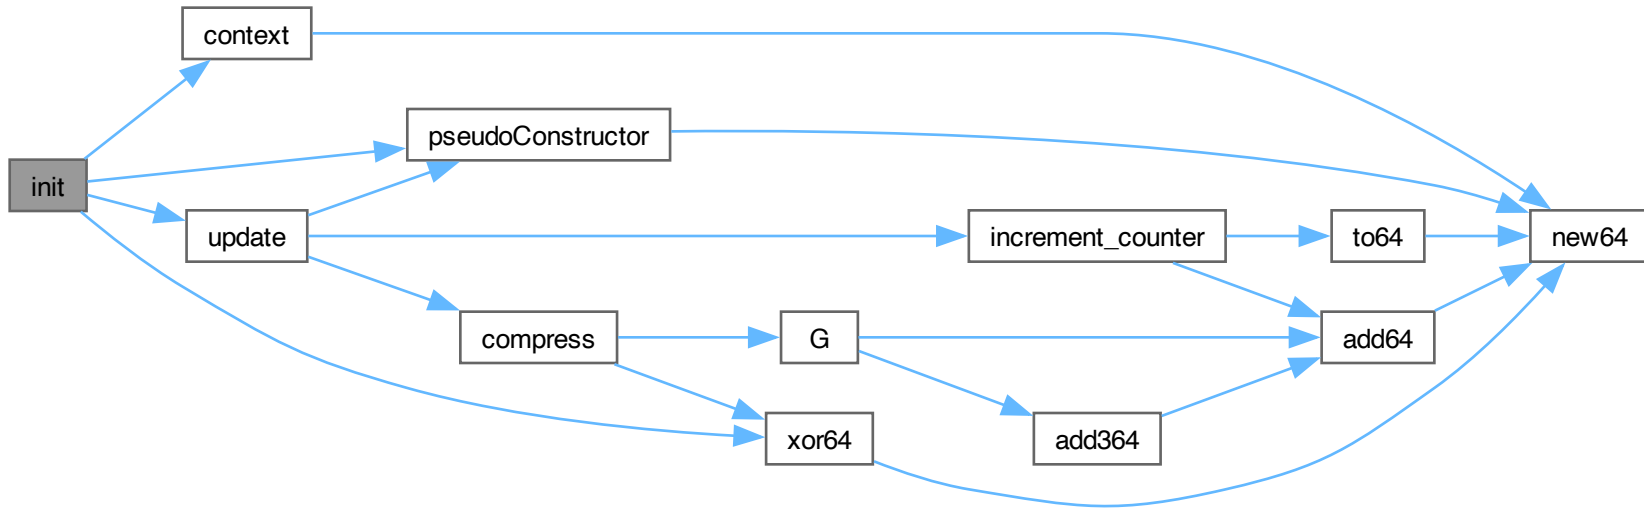 context
pseudoConstructor
init
update
increment_counter
to64
new64
compress
G
add64
xor64
add364